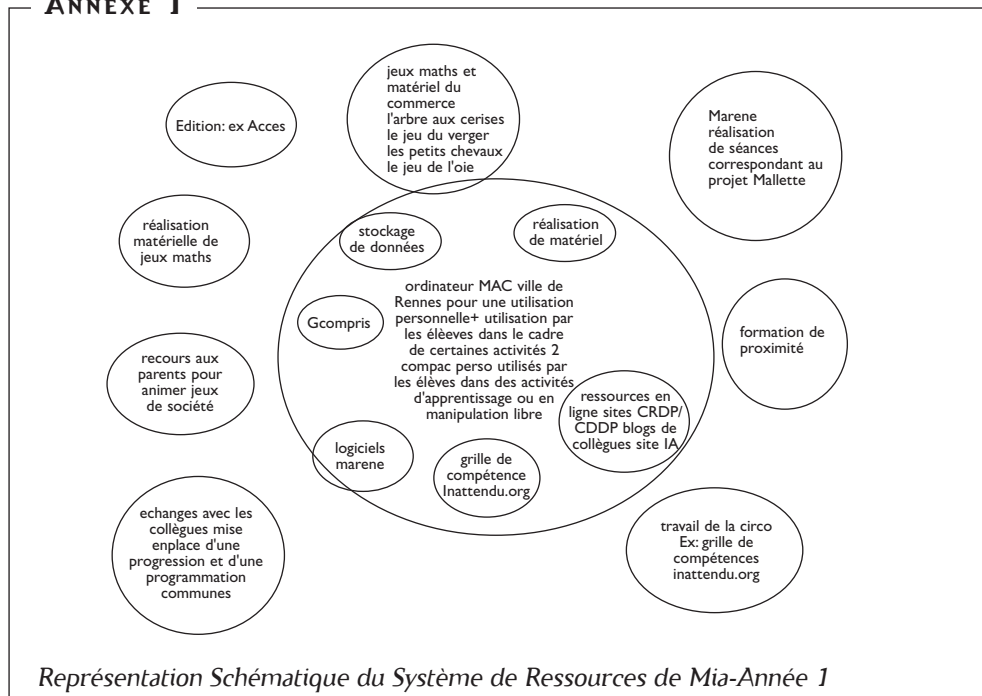 ANNEXE 1
jeux maths et
matériel du
commerce
l'arbre aux cerises
le jeu du verger
les petits chevaux
le jeu de l'oie
Edition: ex Acces
Marene
réalisation
de séances
correspondant au
projet Mallette
réalisation
matérielle de
jeux maths
stockage
de données
réalisation
de matériel
ordinateur MAC ville de
Rennes pour une utilisation
personnelle+ utilisation par
les élèeves dans le cadre
de certaines activités 2
compac perso utilisés par
les élèves dans des activités
d'apprentissage ou en
manipulation libre
Gcompris
formation de
proximité
recours aux
parents pour
animer jeux
de société
ressources en
ligne sites CRDP/
CDDP blogs de
collègues site IA
logiciels
marene
grille de
compétence
Inattendu.org
echanges avec les
collègues mise
enplace d'une
progression et d'une
programmation
communes
travail de la circo
Ex: grille de
compétences
inattendu.org
Représentation Schématique du Système de Ressources de Mia-Année 1